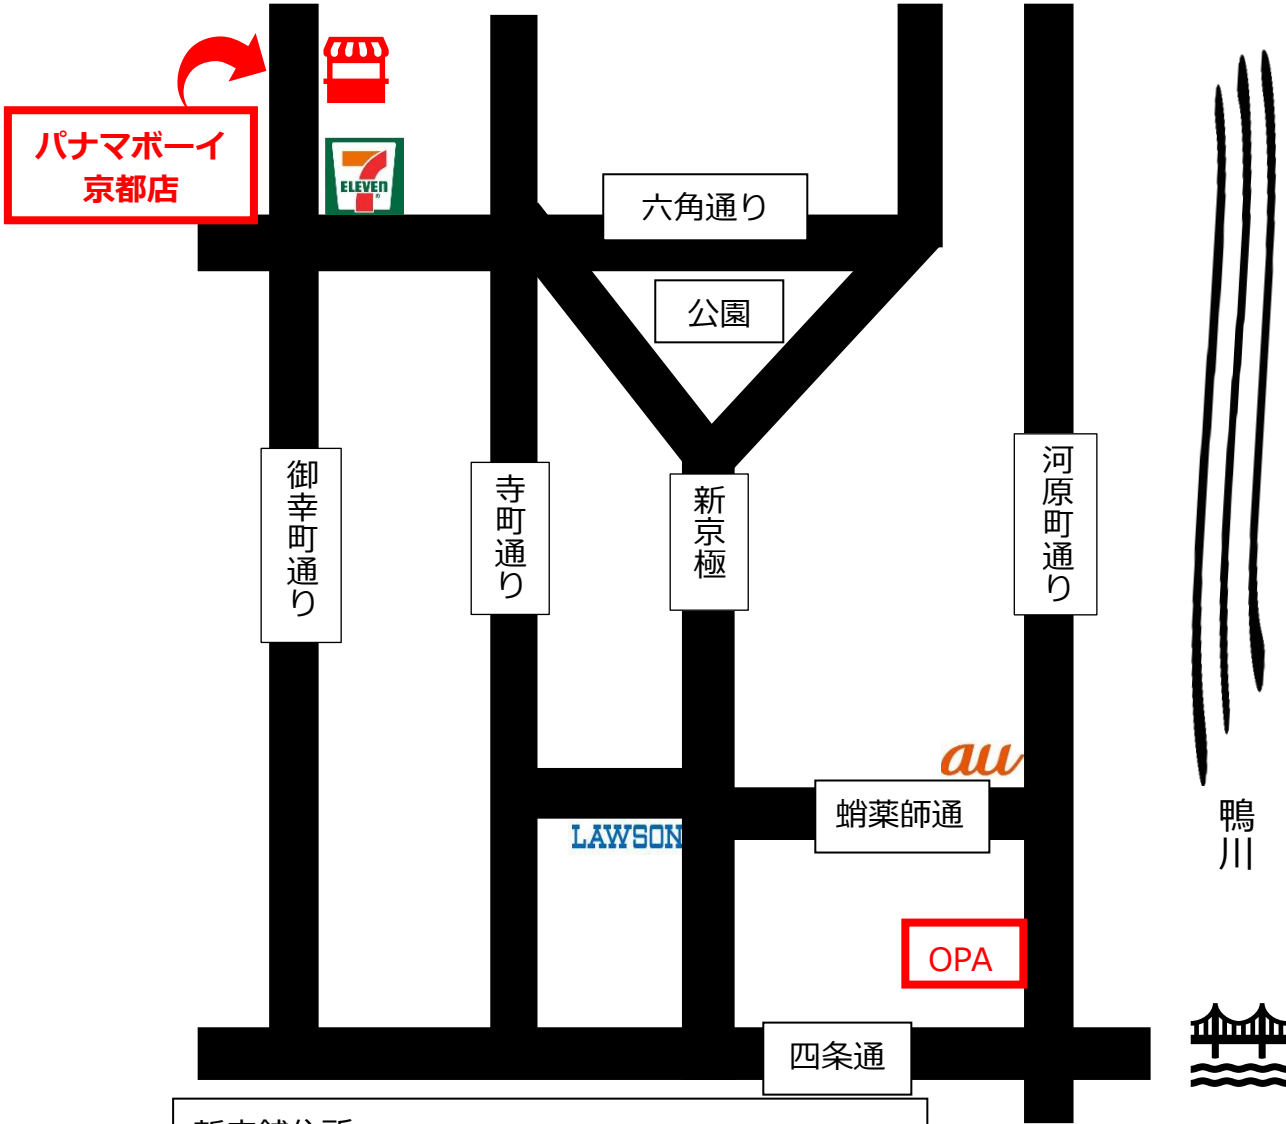 パナマボーイ
京都店
ELEVEN
六角通り
公園
御幸町通り
寺町通り
新京極
河原町通り
au
蛸薬師通
LAWSON
鴨川
OPA
四条通